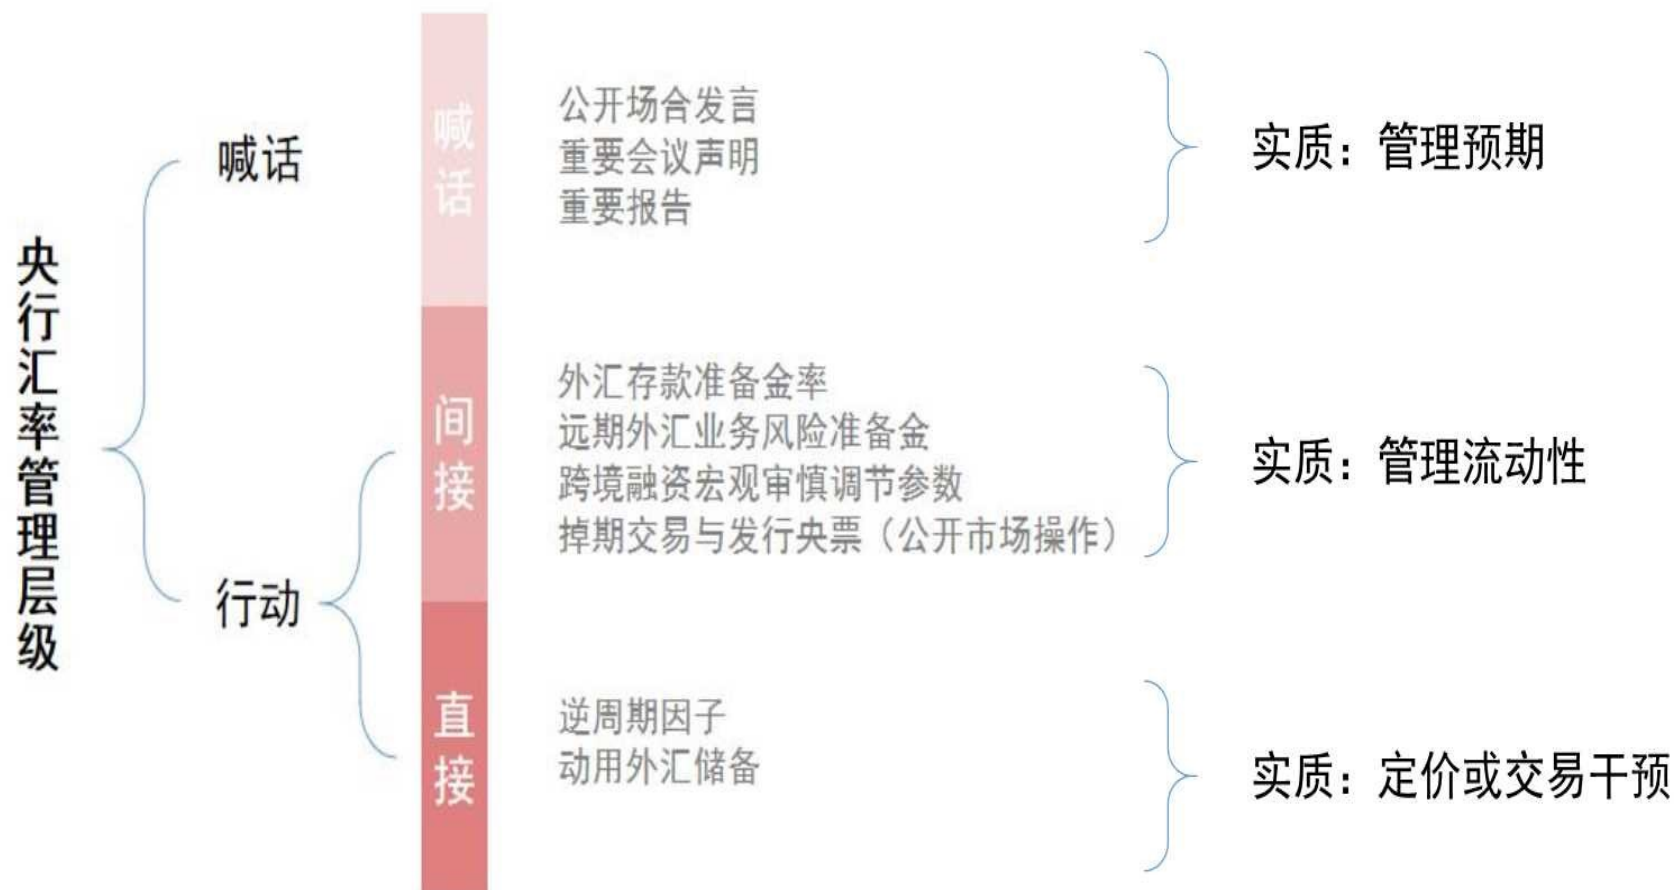 央行汇率管理层级
喊话
喊话
公开场合发言
重要会议声明
重要报告
实质：管理预期
行动
间接
外汇存款准备金率
远期外汇业务风险准备金
跨境融资宏观审慎调节参数
掉期交易与发行央票（公开市场操作）
实质：管理流动性
直接
逆周期因子
动用外汇储备
实质：定价或交易干预